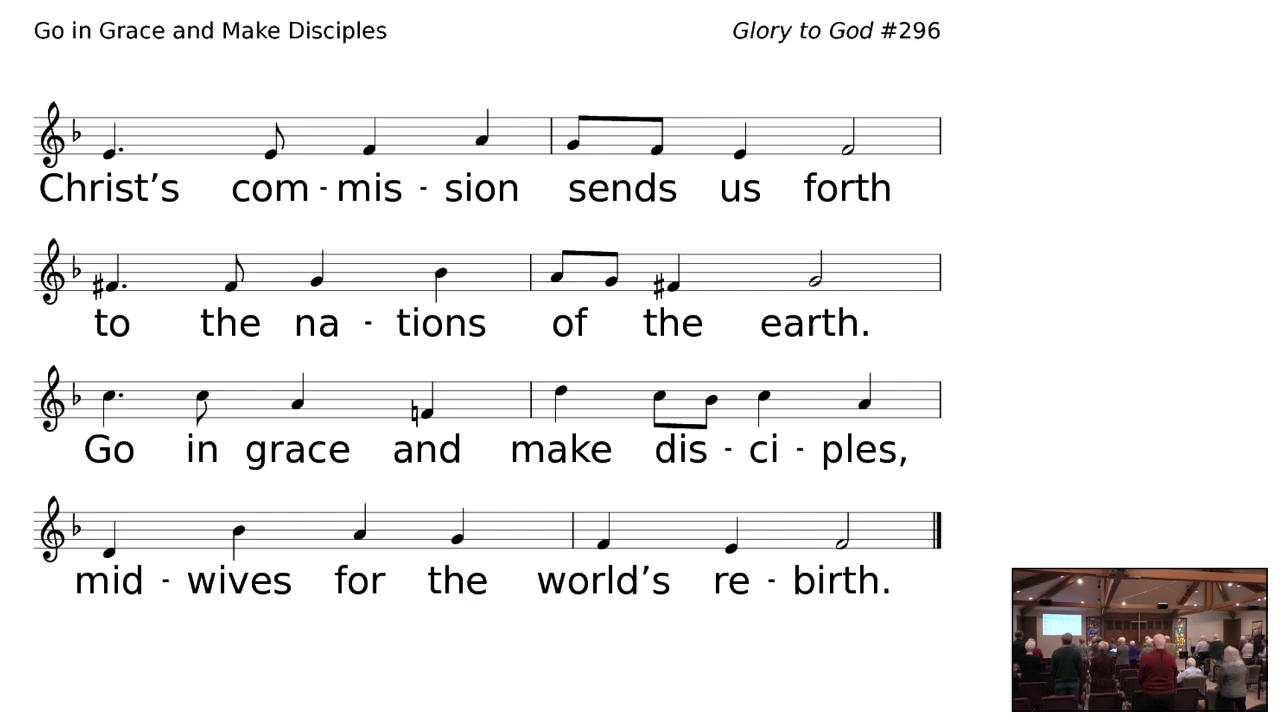 Go in Grace and Make Disciples
Glory to God #296
Christ’s com - mis - sion sends us forth
to the na - tions of the earth.
Go in grace and make dis - ci - ples,
mid - wives for the world’s re - birth.